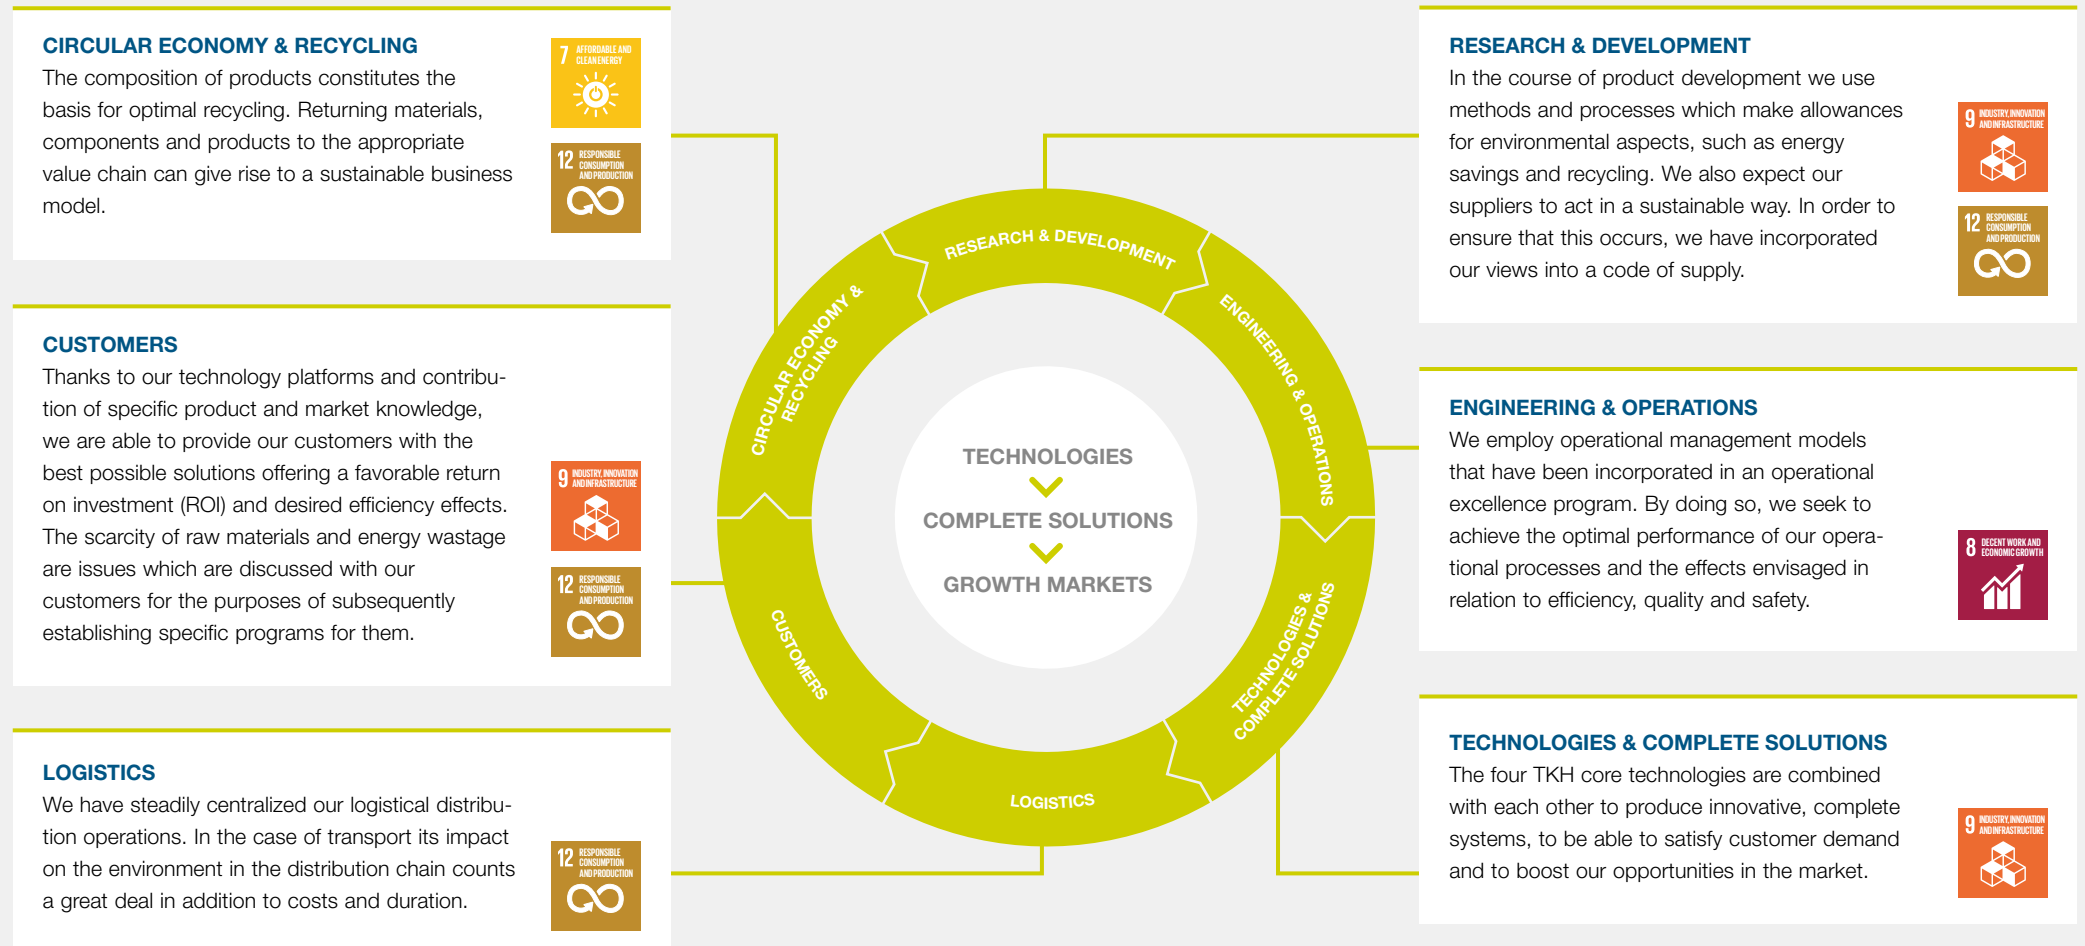 CIRCULAR ECONOMY & RECYCLING
The composition of products constitutes the
basis for optimal recycling. Returning materials,
components and products to the appropriate
value chain can give rise to a sustainable business
model.
7 AFFORDABLE AND
CLEAN ENERGY
12 RESPONSIBLE
CONSUMPTION
AND PRODUCTION
CUSTOMERS
Thanks to our technology platforms and contribu-
tion of specific product and market knowledge,
we are able to provide our customers with the
best possible solutions offering a favorable return
on investment (ROI) and desired efficiency effects.
The scarcity of raw materials and energy wastage
are issues which are discussed with our
customers for the purposes of subsequently
establishing specific programs for them.
9 INDUSTRY, INNOVATION
AND INFRASTRUCTURE
12 RESPONSIBLE
CONSUMPTION
AND PRODUCTION
LOGISTICS
We have steadily centralized our logistical distribu-
tion operations. In the case of transport its impact
on the environment in the distribution chain counts
a great deal in addition to costs and duration.
12 RESPONSIBLE
CONSUMPTION
AND PRODUCTION
RESEARCH & DEVELOPMENT
ENGINEERING & OPERATIONS
TECHNOLOGIES &
COMPLETE SOLUTIONS
LOGISTICS
CUSTOMERS
CIRCULAR ECONOMY &
RECYCLING
TECHNOLOGIES
COMPLETE SOLUTIONS
GROWTH MARKETS
RESEARCH & DEVELOPMENT
In the course of product development we use
methods and processes which make allowances
for environmental aspects, such as energy
savings and recycling. We also expect our
suppliers to act in a sustainable way. In order to
ensure that this occurs, we have incorporated
our views into a code of supply.
9 INDUSTRY, INNOVATION
AND INFRASTRUCTURE
12 RESPONSIBLE
CONSUMPTION
AND PRODUCTION
ENGINEERING & OPERATIONS
We employ operational management models
that have been incorporated in an operational
excellence program. By doing so, we seek to
achieve the optimal performance of our opera-
tional processes and the effects envisaged in
relation to efficiency, quality and safety.
8 DECENT WORK AND
ECONOMIC GROWTH
TECHNOLOGIES & COMPLETE SOLUTIONS
The four TKH core technologies are combined
with each other to produce innovative, complete
systems, to be able to satisfy customer demand
and to boost our opportunities in the market.
9 INDUSTRY, INNOVATION
AND INFRASTRUCTURE